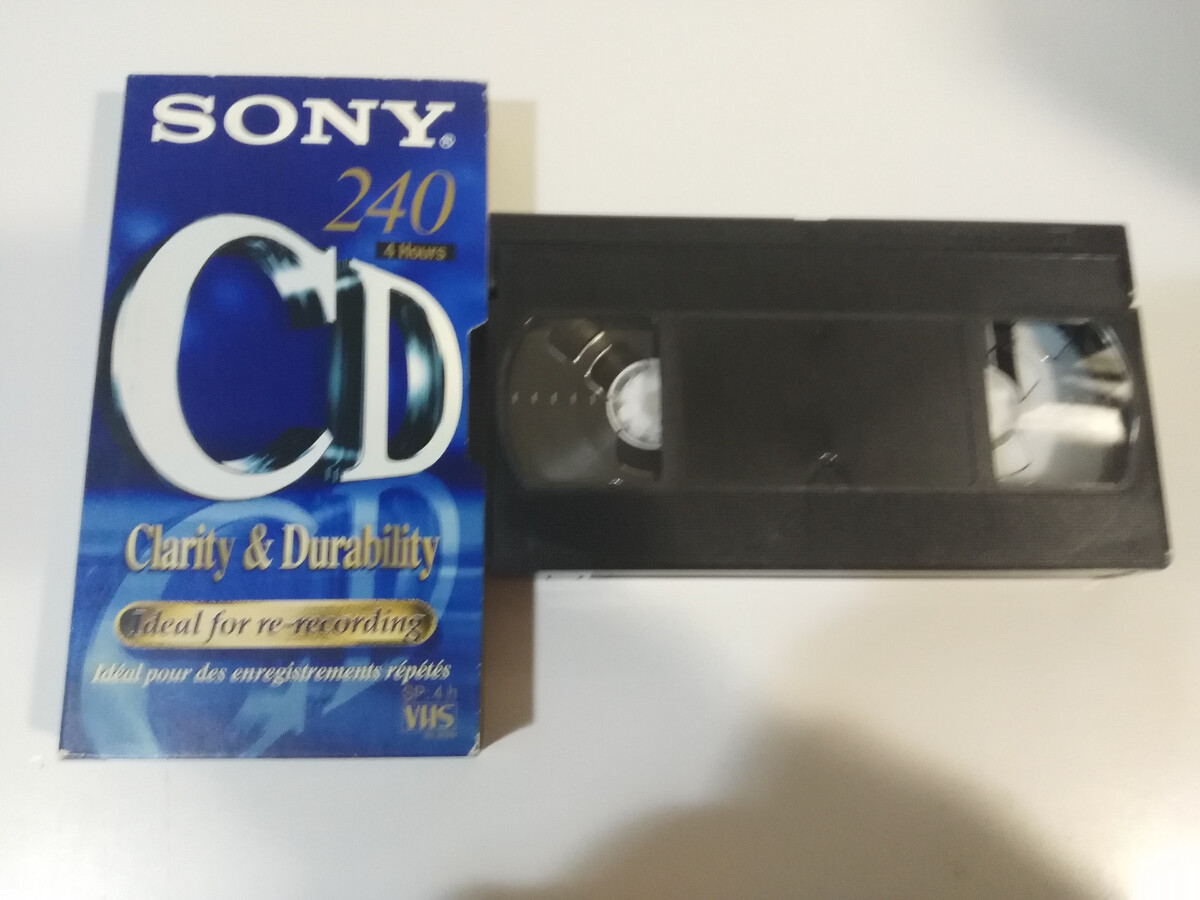 SONY®
240
4 Hours
CD
Clarity & Durability
Ideal for re-recording
Idéal pour des enregistrements répétés
SP: 4 h
VHS